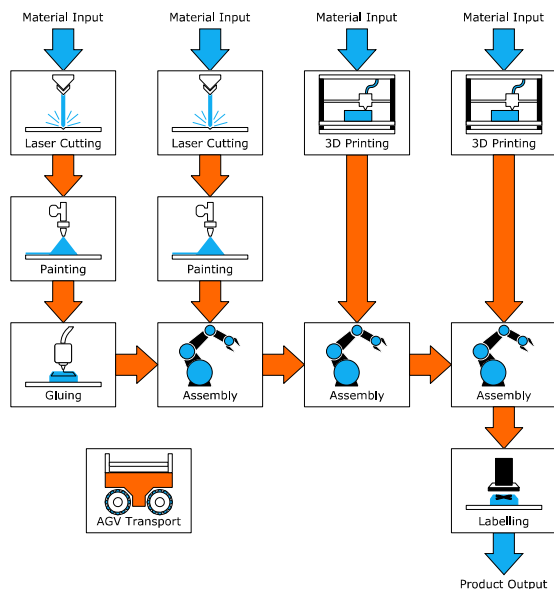 Material Input
Material Input
Material Input
Material Input
Laser Cutting
Laser Cutting
3D Printing
3D Printing
Painting
Painting
Gluing
Assembly
Assembly
Assembly
AGV Transport
Labelling
Product Output